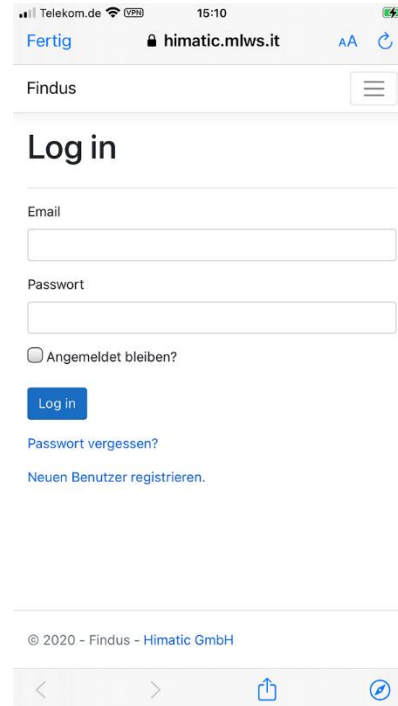 Telekom.de VPN 15:10
Fertig himatic.mlws.it AA
Findus
Log in
Email
Passwort
Angemeldet bleiben?
Log in
Passwort vergessen?
Neuen Benutzer registrieren.
© 2020 - Findus - Himatic GmbH